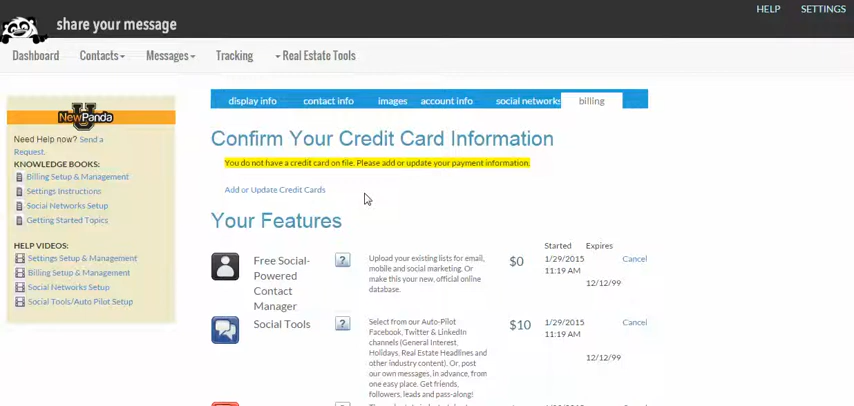 HELP SETTINGS
share your message
Dashboard Contacts Messages Tracking Real Estate Tools
display info contact info images account info social networks billing
NewPanda
U
Need Help now? Send a
Request.
KNOWLEDGE BOOKS:
Billing Setup & Management
Settings Instructions
Social Networks Setup
Getting Started Topics
HELP VIDEOS:
Settings Setup & Management
Billing Setup & Management
Social Networks Setup
Social Tools/Auto Pilot Setup
Confirm Your Credit Card Information
You do not have a credit card on file. Please add or update your payment information.
Add or Update Credit Cards
Your Features
Started Expires
Free Social-
Powered
Contact
Manager
?
Upload your existing lists for email,
mobile and social marketing. Or
make this your new, official online
database.
$0
1/29/2015
11:19 AM
12/12/99
Cancel
Social Tools
?
Select from our Auto-Pilot
Facebook, Twitter & LinkedIn
channels (General Interest,
Holidays, Real Estate Headlines and
other industry content). Or, post
our own messages, in advance, from
one easy place. Get friends,
followers, leads and pass-along!
$10
1/29/2015
11:19 AM
12/12/99
Cancel